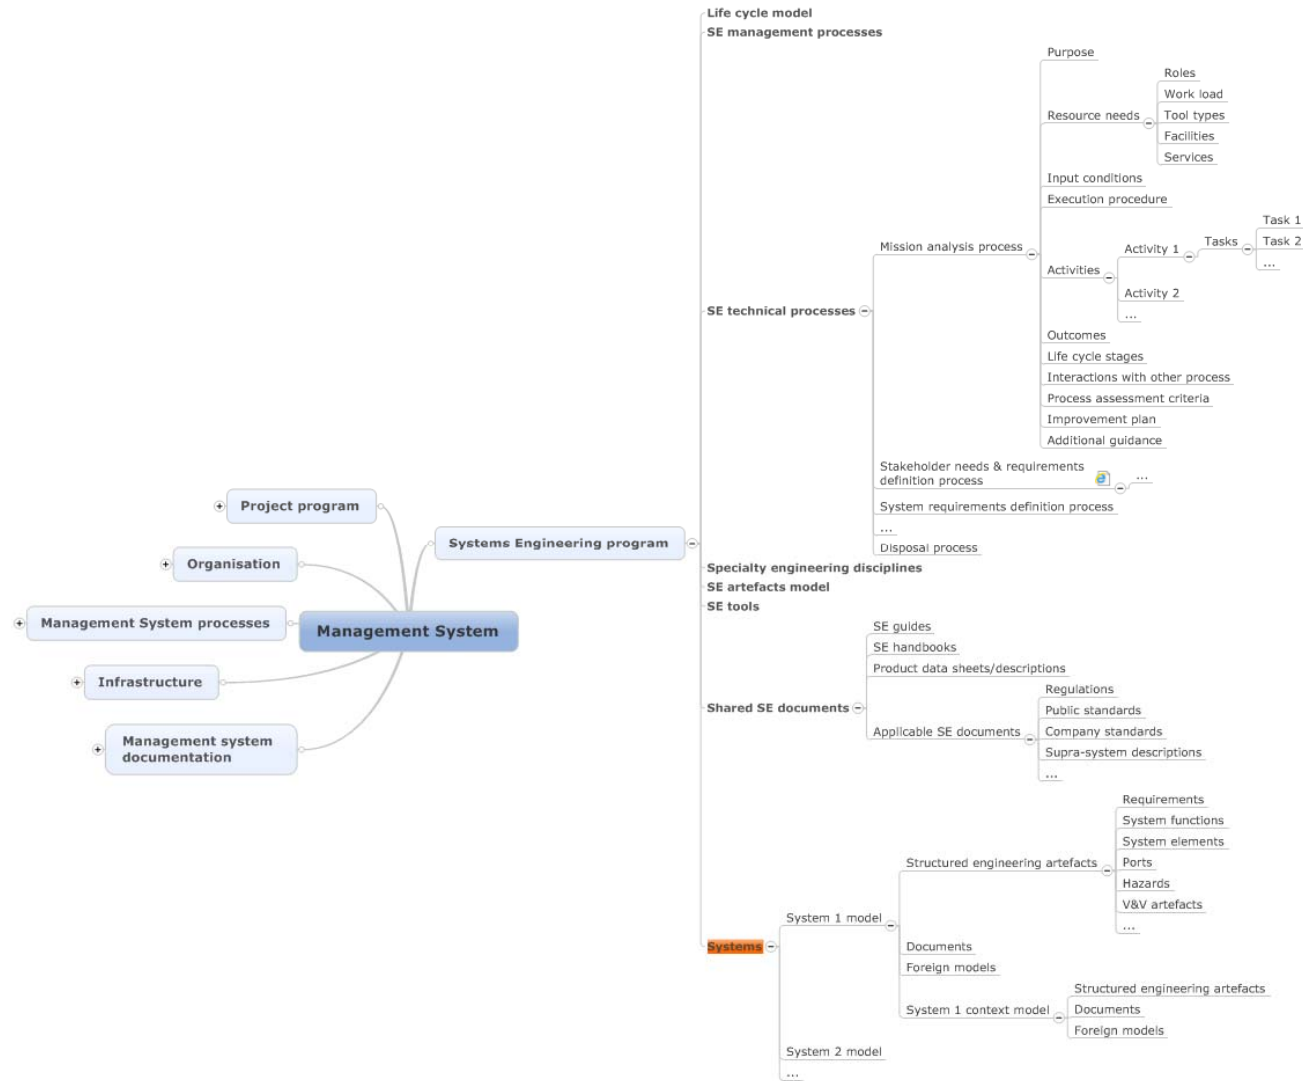 Life cycle model
SE management processes
Purpose
Roles
Work load
Resource needs
Tool types
Facilities
Services
Input conditions
Execution procedure
Task 1
Mission analysis process
Activity 1
Tasks
Task 2
...
Activities
Activity 2
...
SE technical processes
Outcomes
Life cycle stages
Interactions with other process
Process assessment criteria
Improvement plan
Additional guidance
Stakeholder needs & requirements
definition process
...
System requirements definition process
...
Disposal process
Project program
Systems Engineering program
Organisation
Specialty engineering disciplines
SE artefacts model
SE tools
Management System processes
Management System
Infrastructure
Management system
documentation
SE guides
SE handbooks
Product data sheets/descriptions
Shared SE documents
Regulations
Public standards
Applicable SE documents
Company standards
Supra-system descriptions
...
Requirements
System functions
System elements
Structured engineering artefacts
Ports
Hazards
V&V artefacts
...
System 1 model
Systems
Documents
Foreign models
Structured engineering artefacts
System 1 context model
Documents
Foreign models
System 2 model
...